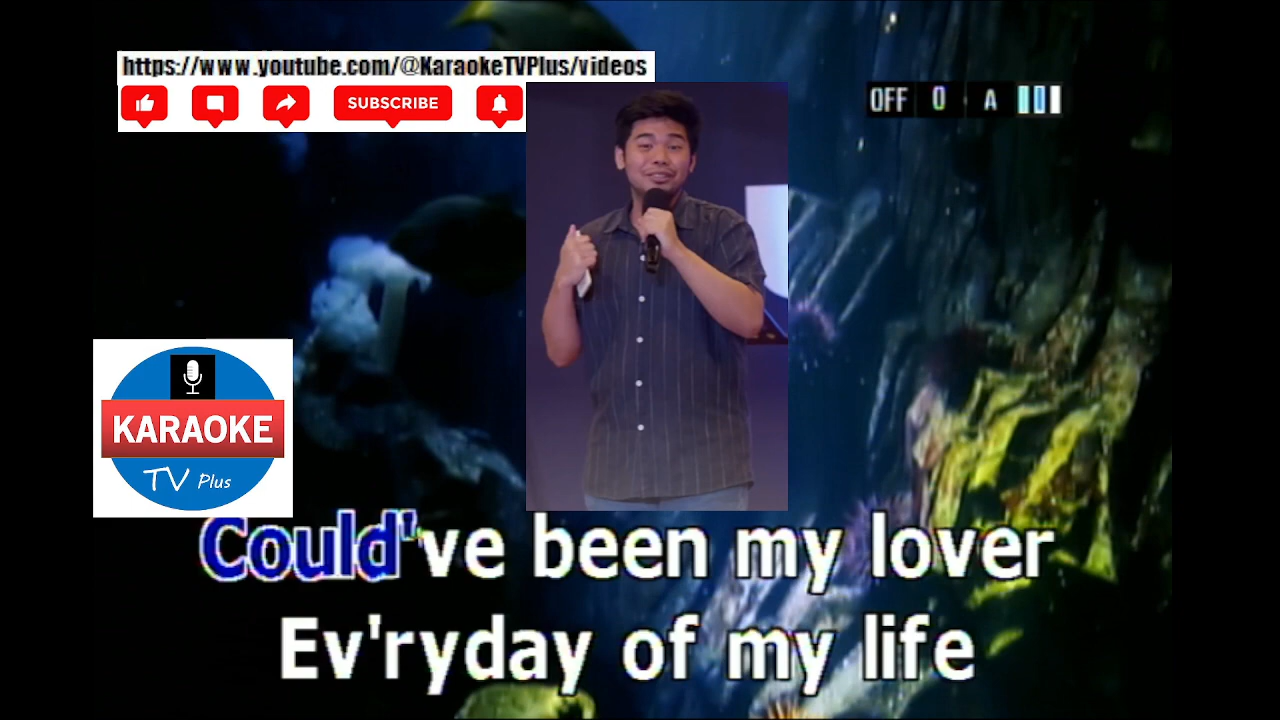 https://www.youtube.com/@KaraokeTVPlus/videos
SUBSCRIBE
OFF 0 A
KARAOKE
TV Plus
Could've been my lover
Ev'ryday of my life